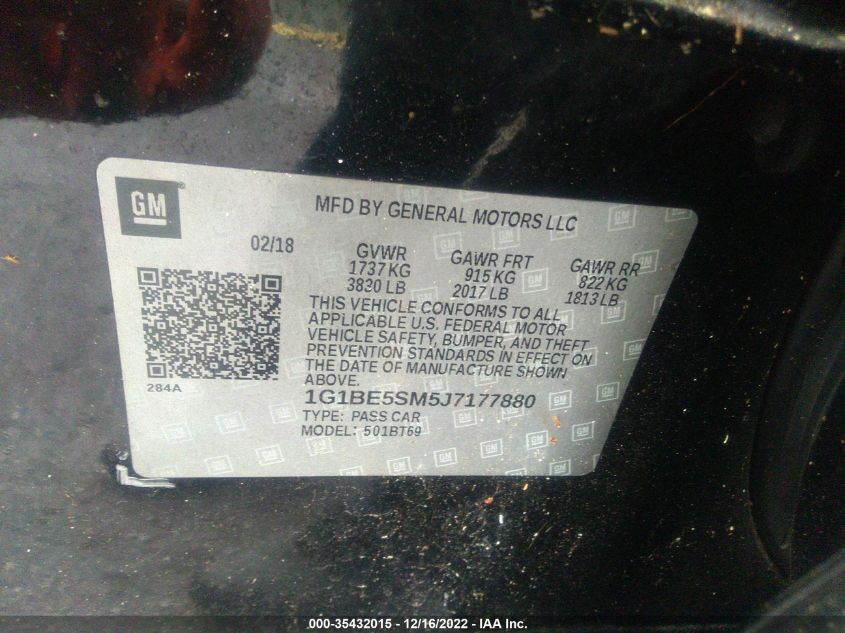 GM
MFD BY GENERAL MOTORS LLC
02/18
GVWR GAWR FRT GAWR RR
1737 KG 915 KG 822 KG
3830 LB 2017 LB 1813 LB
THIS VEHICLE CONFORMS TO ALL
APPLICABLE U.S. FEDERAL MOTOR
VEHICLE SAFETY, BUMPER, AND THEFT
PREVENTION STANDARDS IN EFFECT ON
THE DATE OF MANUFACTURE SHOWN
ABOVE.
284A
1G1BE5SM5J7177880
TYPE: PASS CAR
MODEL: 501BT69
000-35432015 - 12/16/2022 - IAA Inc.